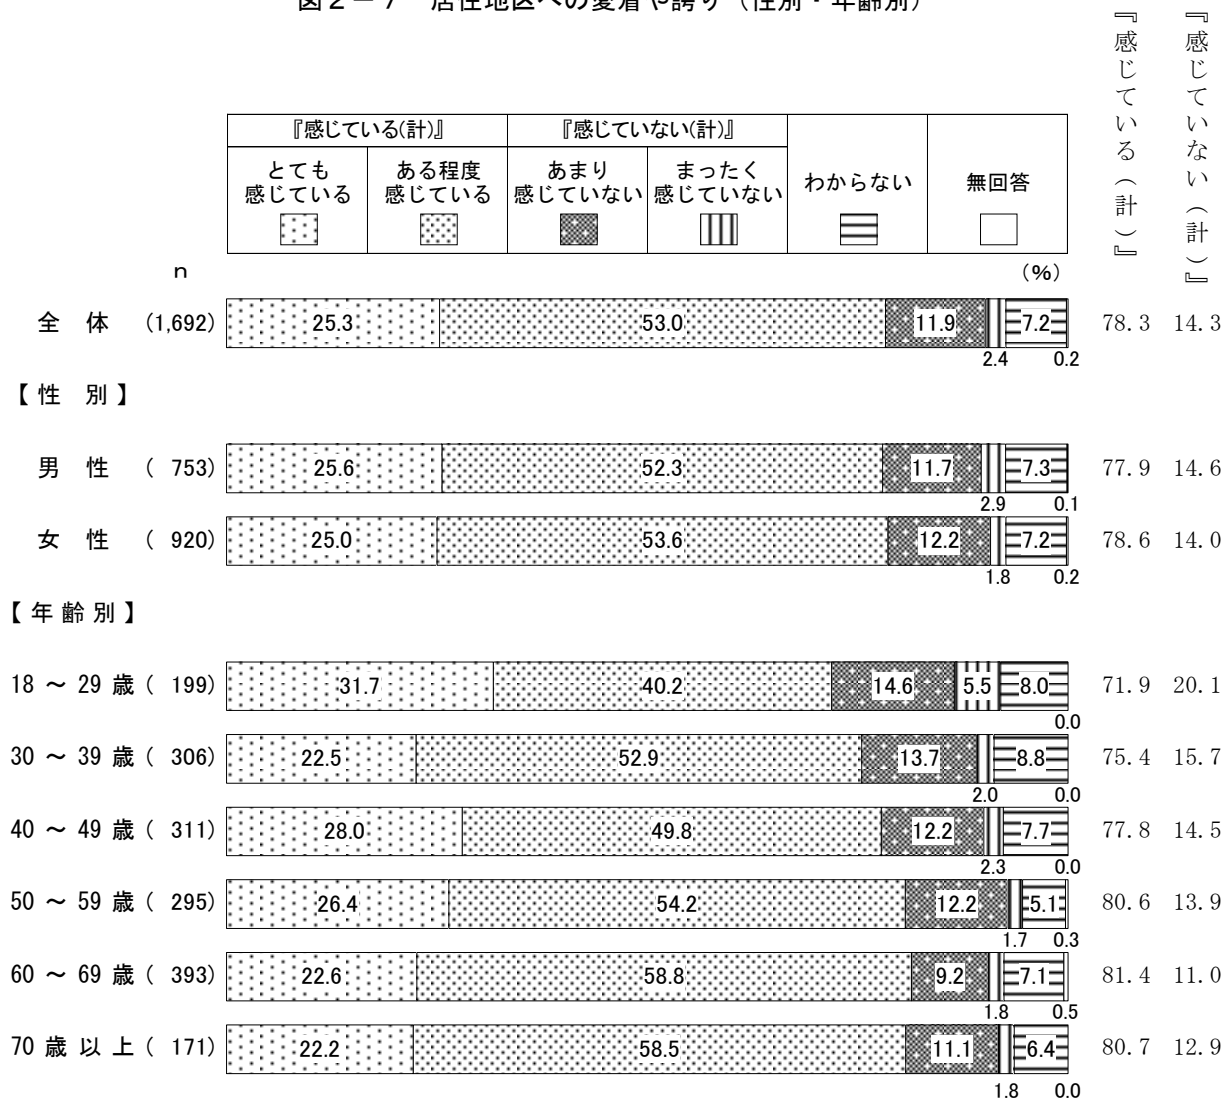 図２－７　居住地区への愛着や誇り（性別・年齢別）
『感じている(計)』 『感じていない(計)』
とても感じている ある程度感じている あまり感じていない まったく感じていない わからない 無回答
『感じている（計）』 『感じていない（計）』
n (%)
全体 (1,692) 25.3 53.0 11.9 2.4 7.2 0.2 78.3 14.3
【性別】
男性 ( 753) 25.6 52.3 11.7 2.9 7.3 0.1 77.9 14.6
女性 ( 920) 25.0 53.6 12.2 1.8 7.2 0.2 78.6 14.0
【年齢別】
18～29歳 ( 199) 31.7 40.2 14.6 5.5 8.0 0.0 71.9 20.1
30～39歳 ( 306) 22.5 52.9 13.7 2.0 8.8 0.0 75.4 15.7
40～49歳 ( 311) 28.0 49.8 12.2 2.3 7.7 0.0 77.8 14.5
50～59歳 ( 295) 26.4 54.2 12.2 1.7 5.1 0.3 80.6 13.9
60～69歳 ( 393) 22.6 58.8 9.2 1.8 7.1 0.5 81.4 11.0
70歳以上 ( 171) 22.2 58.5 11.1 1.8 6.4 0.0 80.7 12.9